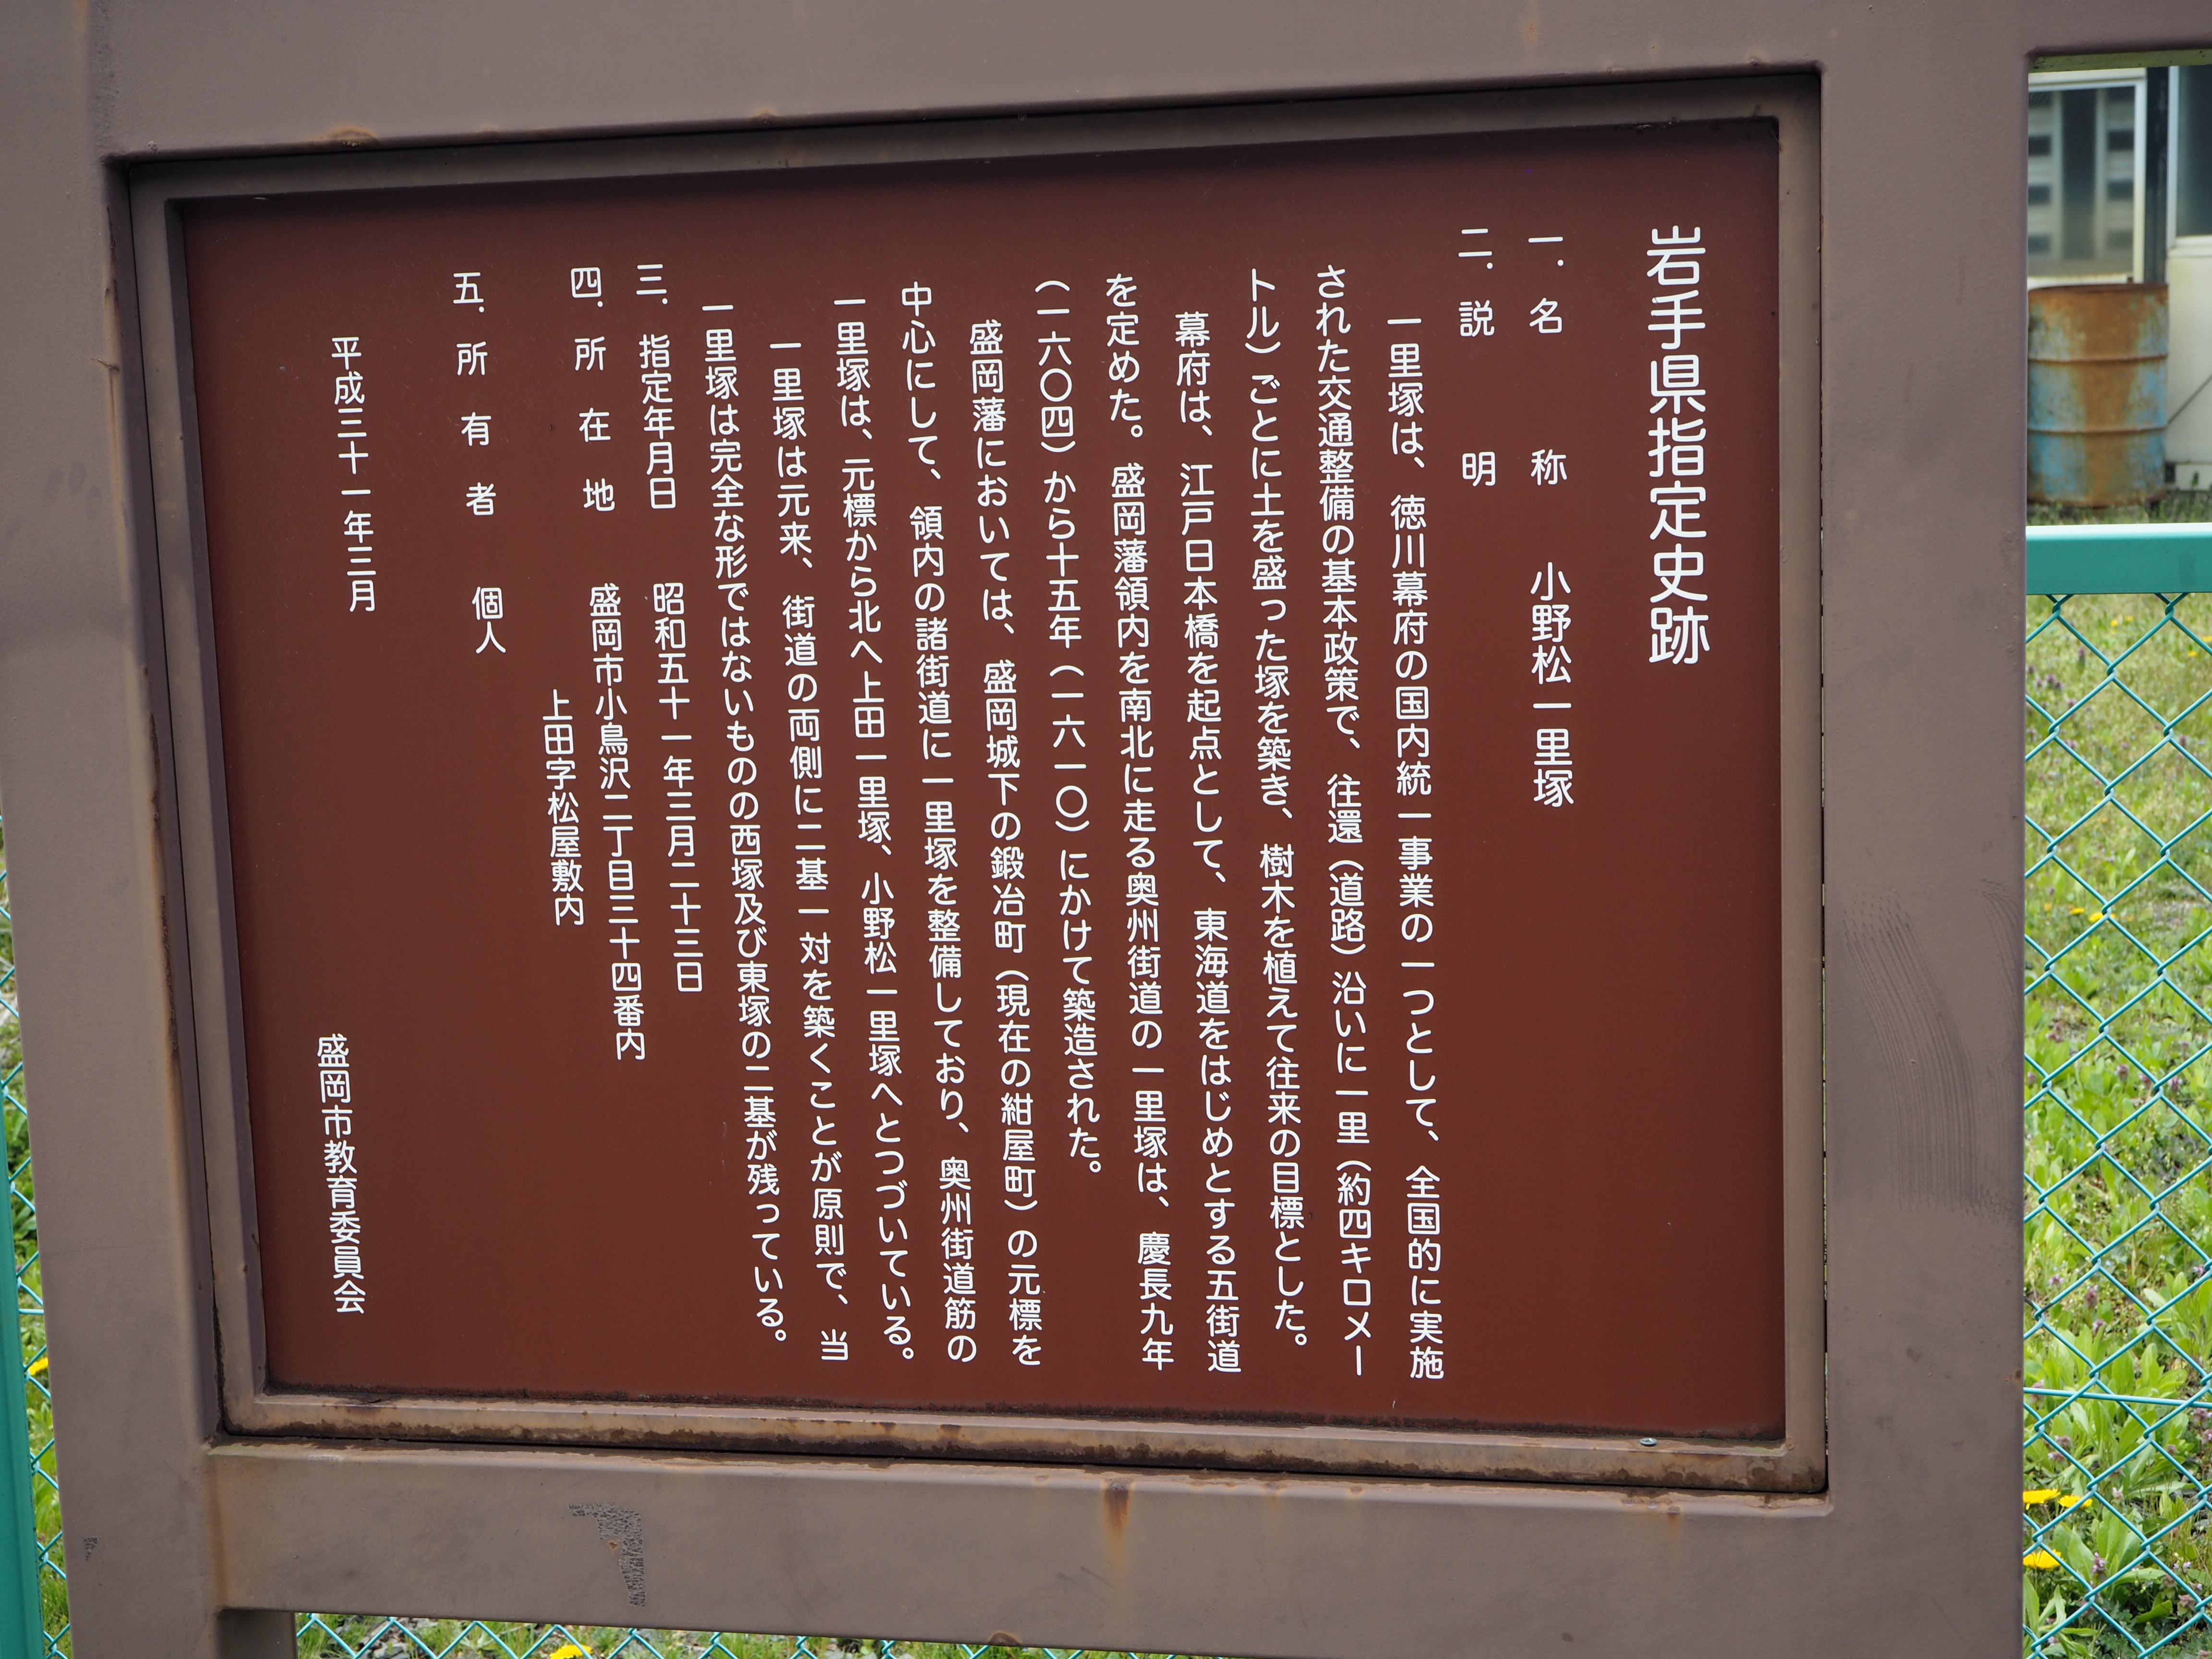 岩手県指定史跡
一．名称　小野松一里塚
二．説明
一里塚は、徳川幕府の国内統一事業の一つとして、全国的に実施
された交通整備の基本政策で、往還（道路）沿いに一里（約四キロメー
トル）ごとに土を盛った塚を築き、樹木を植えて往来の目標とした。
幕府は、江戸日本橋を起点として、東海道をはじめとする五街道
を定めた。盛岡藩領内を南北に走る奥州街道の一里塚は、慶長九年
（一六〇四）から十五年（一六一〇）にかけて築造された。
盛岡藩においては、盛岡城下の鍛冶町（現在の紺屋町）の元標を
中心にして、領内の諸街道に一里塚を整備しており、奥州街道筋の
一里塚は、元標から北へ上田一里塚、小野松一里塚へとつづいている。
一里塚は元来、街道の両側に二基一対を築くことが原則で、当
一里塚は完全な形ではないものの西塚及び東塚の二基が残っている。
三．指定年月日　昭和五十一年三月二十三日
四．所在地　盛岡市小鳥沢二丁目三十四番内
上田字松屋敷内
五．所有者　個人
平成三十一年三月
盛岡市教育委員会